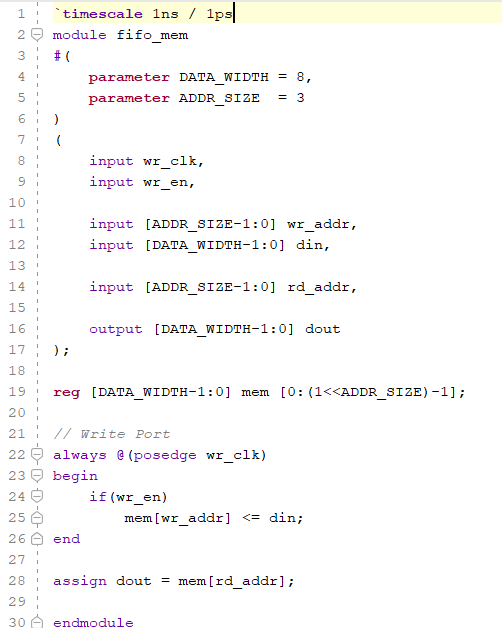 1 `timescale 1ns / 1ps
2 module fifo_mem
3 #(
4     parameter DATA_WIDTH = 8,
5     parameter ADDR_SIZE  = 3
6 )
7 (
8     input wr_clk,
9     input wr_en,
10
11     input [ADDR_SIZE-1:0] wr_addr,
12     input [DATA_WIDTH-1:0] din,
13
14     input [ADDR_SIZE-1:0] rd_addr,
15
16     output [DATA_WIDTH-1:0] dout
17 );
18
19 reg [DATA_WIDTH-1:0] mem [0:(1<<ADDR_SIZE)-1];
20
21 // Write Port
22 always @(posedge wr_clk)
23 begin
24     if(wr_en)
25         mem[wr_addr] <= din;
26 end
27
28 assign dout = mem[rd_addr];
29
30 endmodule